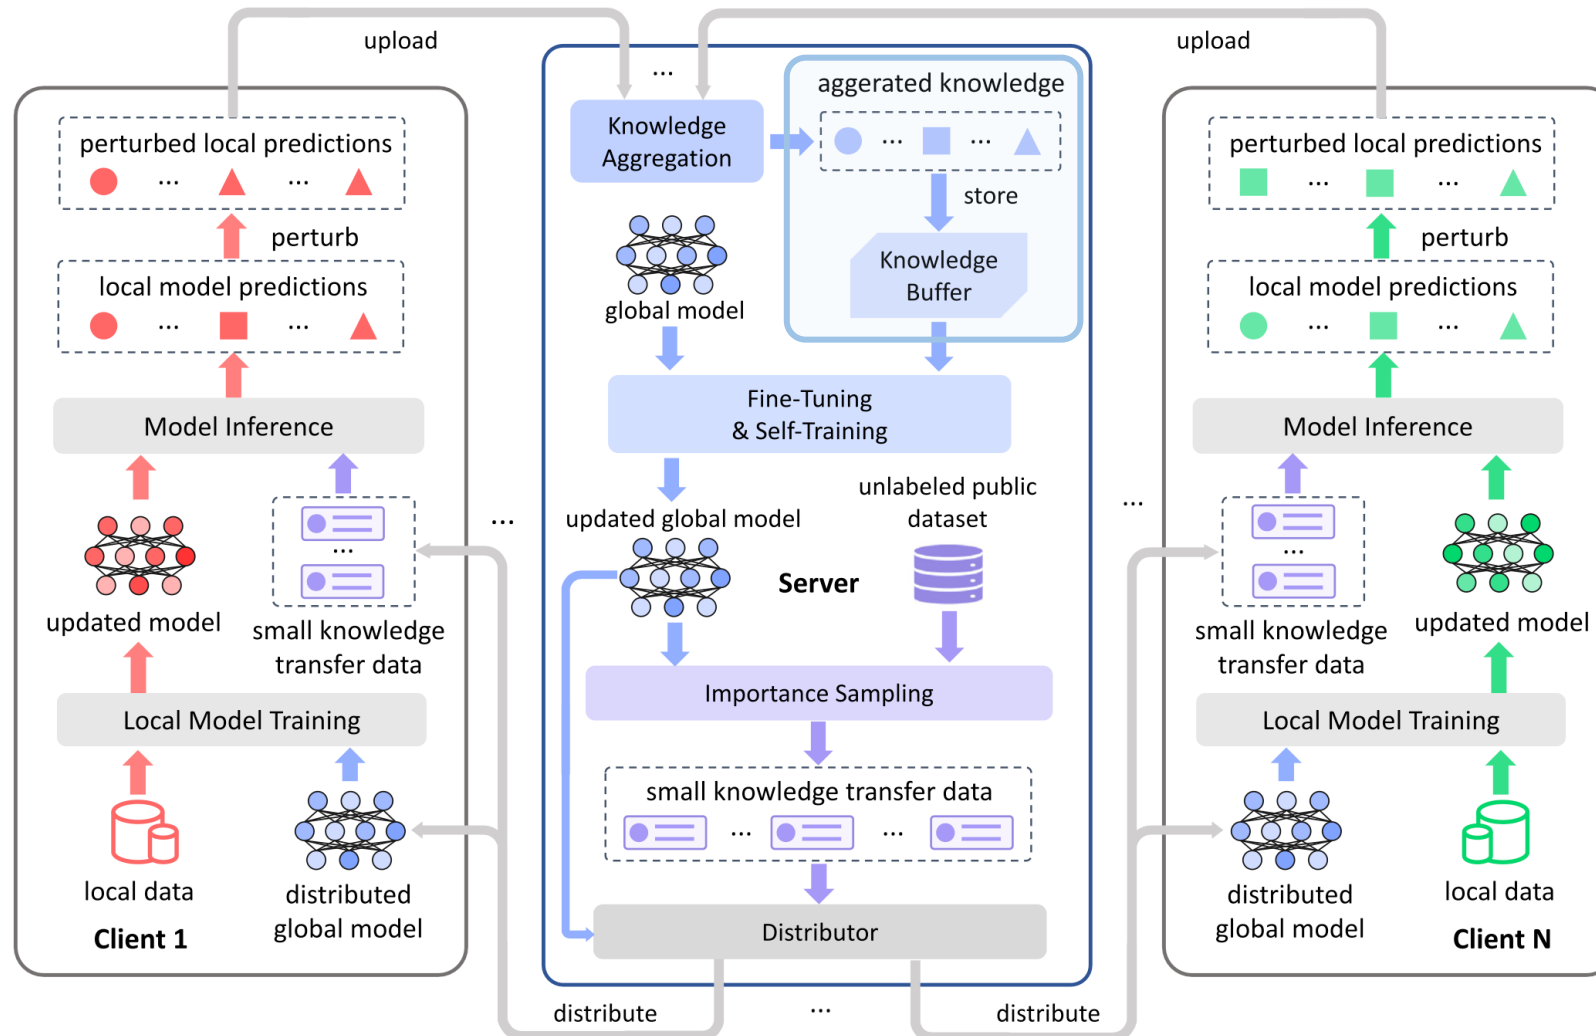 upload
perturbed local predictions
... ...
perturb
local model predictions
... ...
Model Inference
updated model
...
small knowledge
transfer data
Local Model Training
local data
distributed
global model
Client 1
...
...
Knowledge
Aggregation
aggerated knowledge
... ...
store
Knowledge
Buffer
global model
Fine-Tuning
& Self-Training
updated global model
unlabeled public
dataset
Server
Importance Sampling
small knowledge transfer data
... ...
Distributor
distribute
...
distribute
...
upload
perturbed local predictions
... ...
perturb
local model predictions
... ...
Model Inference
...
small knowledge
transfer data
updated model
Local Model Training
distributed
global model
local data
Client N